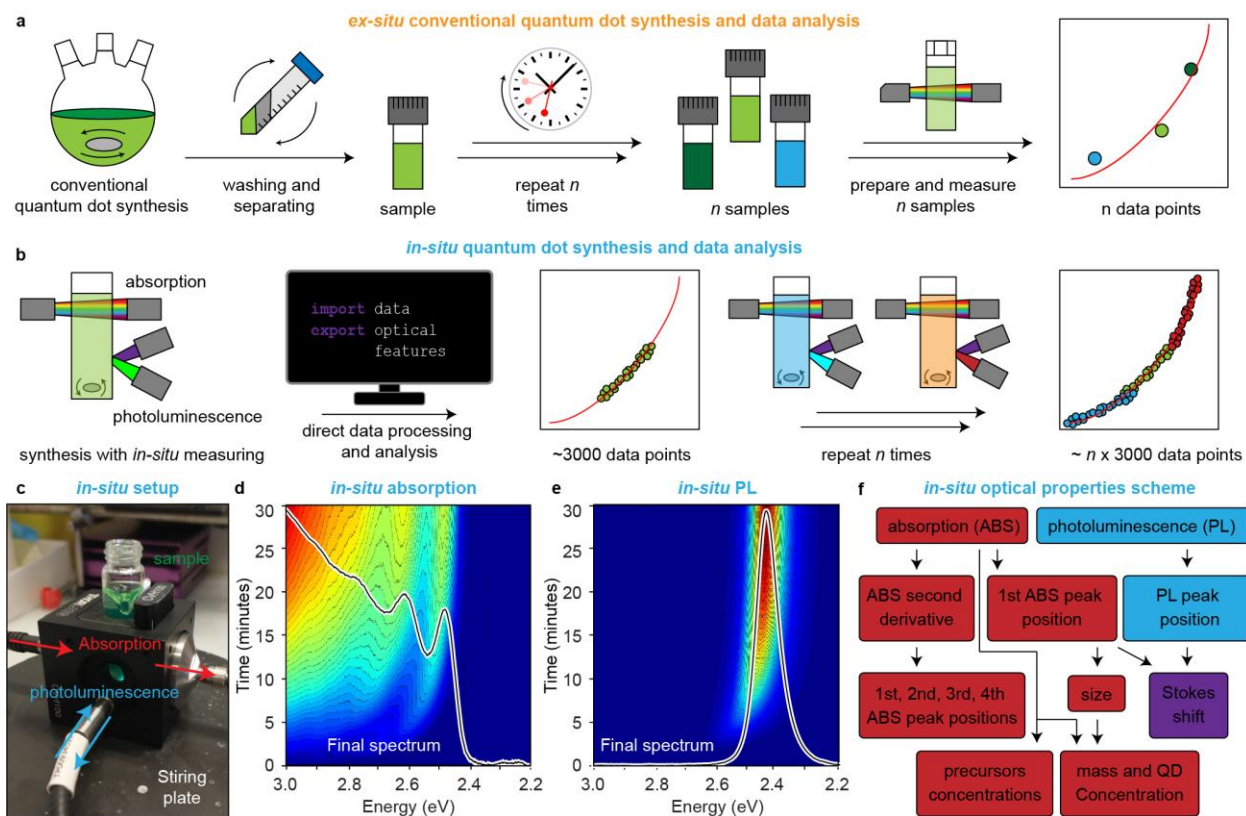 a
ex-situ conventional quantum dot synthesis and data analysis
conventional
quantum dot synthesis
washing and
separating
sample
repeat n
times
n samples
prepare and measure
n samples
n data points
b
in-situ quantum dot synthesis and data analysis
absorption
photoluminescence
synthesis with in-situ measuring
import data
export optical
features
direct data processing
and analysis
~3000 data points
repeat n times
~ n x 3000 data points
c
in-situ setup
sample
Absorption
photoluminescence
Stiring
plate
d
in-situ absorption
Time (minutes)
30
25
20
15
10
5
0
Final spectrum
3.0
2.8
2.6
2.4
2.2
Energy (eV)
e
in-situ PL
Time (minutes)
30
25
20
15
10
5
0
Final spectrum
3.0
2.8
2.6
2.4
2.2
Energy (eV)
f
in-situ optical properties scheme
absorption (ABS)
photoluminescence (PL)
ABS second
derivative
1st ABS peak
position
PL peak
position
1st, 2nd, 3rd, 4th
ABS peak positions
size
Stokes
shift
precursors
concentrations
mass and QD
Concentration